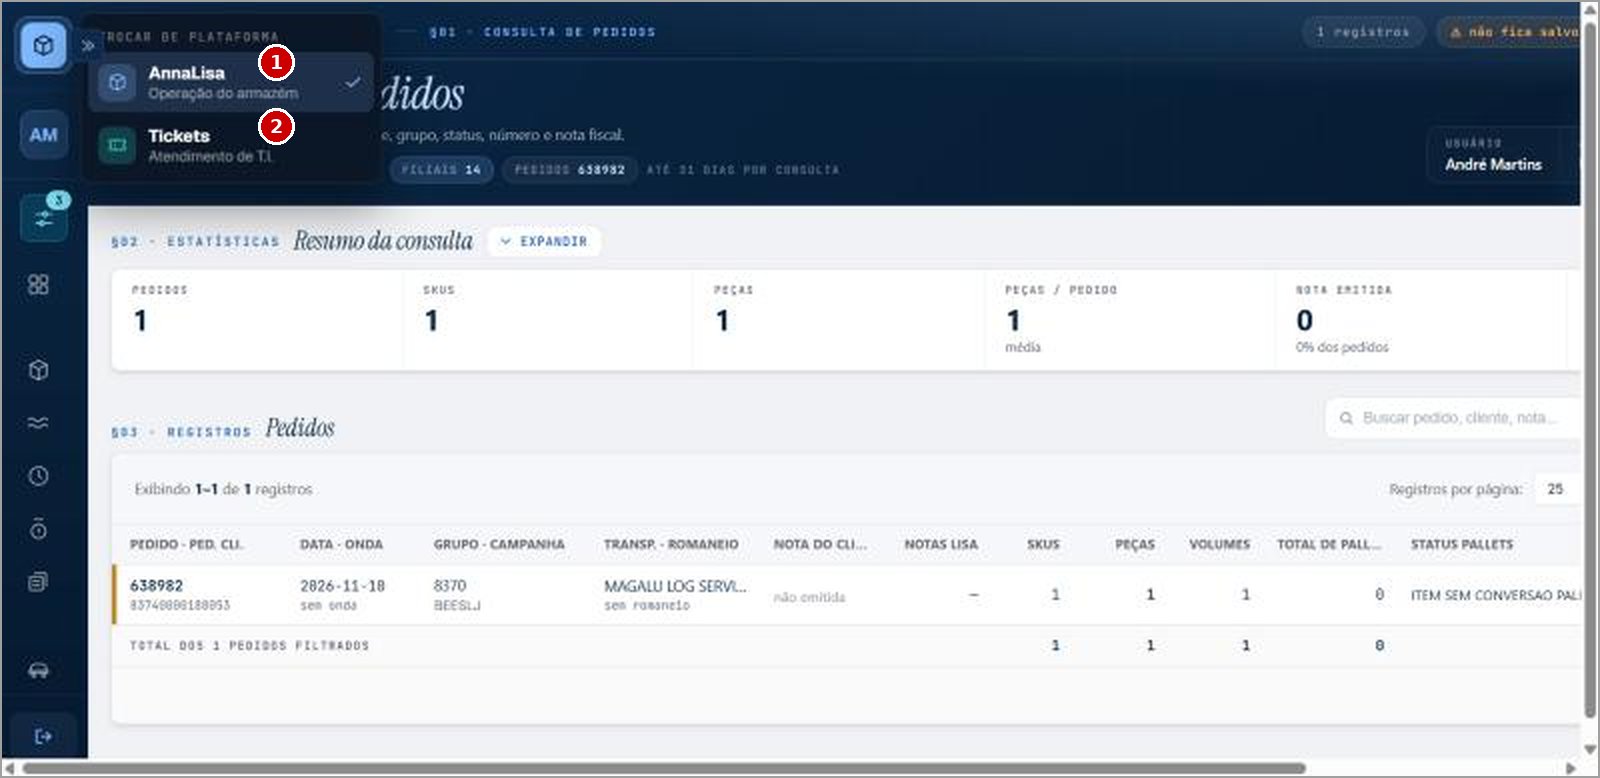 TROCAR DE PLATAFORMA
AnnaLisa
Operação do armazém
1
Tickets
Atendimento de T.I.
2
§01 · CONSULTA DE PEDIDOS
1 registros
não fica salvo
didos
e, grupo, status, número e nota fiscal.
FILIAIS 14
PEDIDOS 638982
ATÉ 31 DIAS POR CONSULTA
USUÁRIO
André Martins
AM
3
§02 · ESTATÍSTICAS Resumo da consulta EXPANDIR
PEDIDOS SKUS PEÇAS PEÇAS / PEDIDO NOTA EMITIDA
1 1 1 1 0
média 0% dos pedidos
§03 · REGISTROS Pedidos
Buscar pedido, cliente, nota...
Exibindo 1–1 de 1 registros
Registros por página: 25
PEDIDO · PED. CLI. DATA · ONDA GRUPO · CAMPANHA TRANSP. · ROMANEIO NOTA DO CLI... NOTAS LISA SKUS PEÇAS VOLUMES TOTAL DE PALL... STATUS PALLETS
638982 2026-11-18 8370 MAGALU LOG SERVI... não emitida — 1 1 1 0 ITEM SEM CONVERSAO PAL
sem onda BEESLJ sem romaneio
TOTAL DOS 1 PEDIDOS FILTRADOS 1 1 1 0